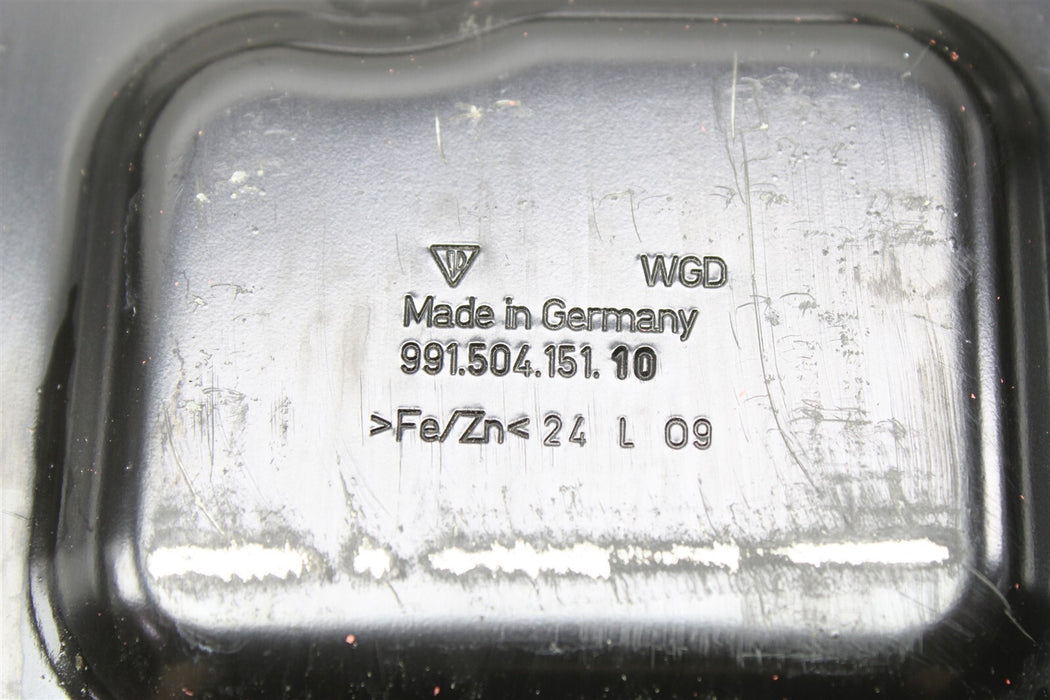 WGD
Made in Germany
991.504.151.10
>Fe/Zn< 24 L 09